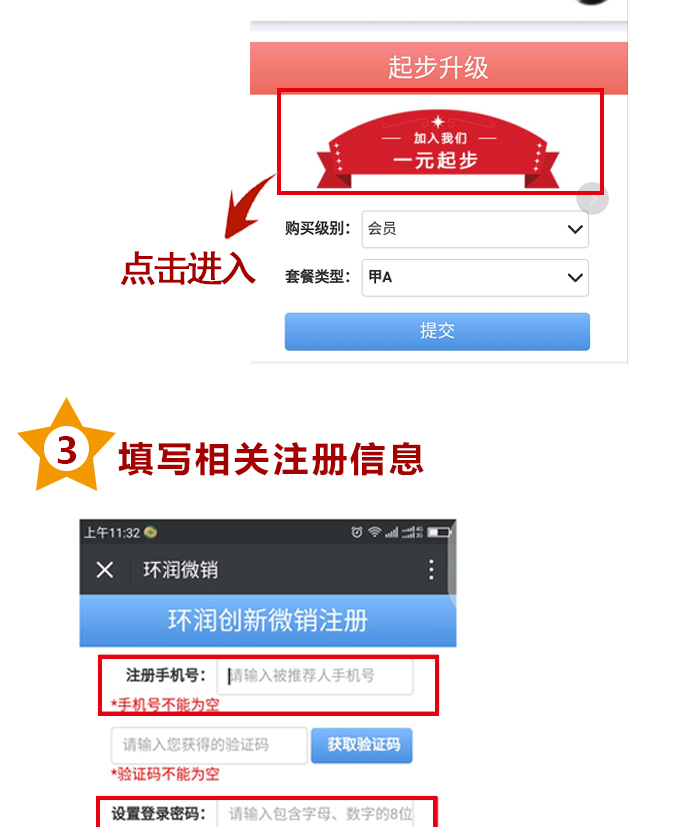 起步升级
加入我们
一元起步
点击进入
购买级别： 会员
套餐类型： 甲A
提交
3 填写相关注册信息
上午11:32
环润微销
环润创新微销注册
注册手机号： 请输入被推荐人手机号
*手机号不能为空
请输入您获得的验证码 获取验证码
*验证码不能为空
设置登录密码： 请输入包含字母、数字的8位